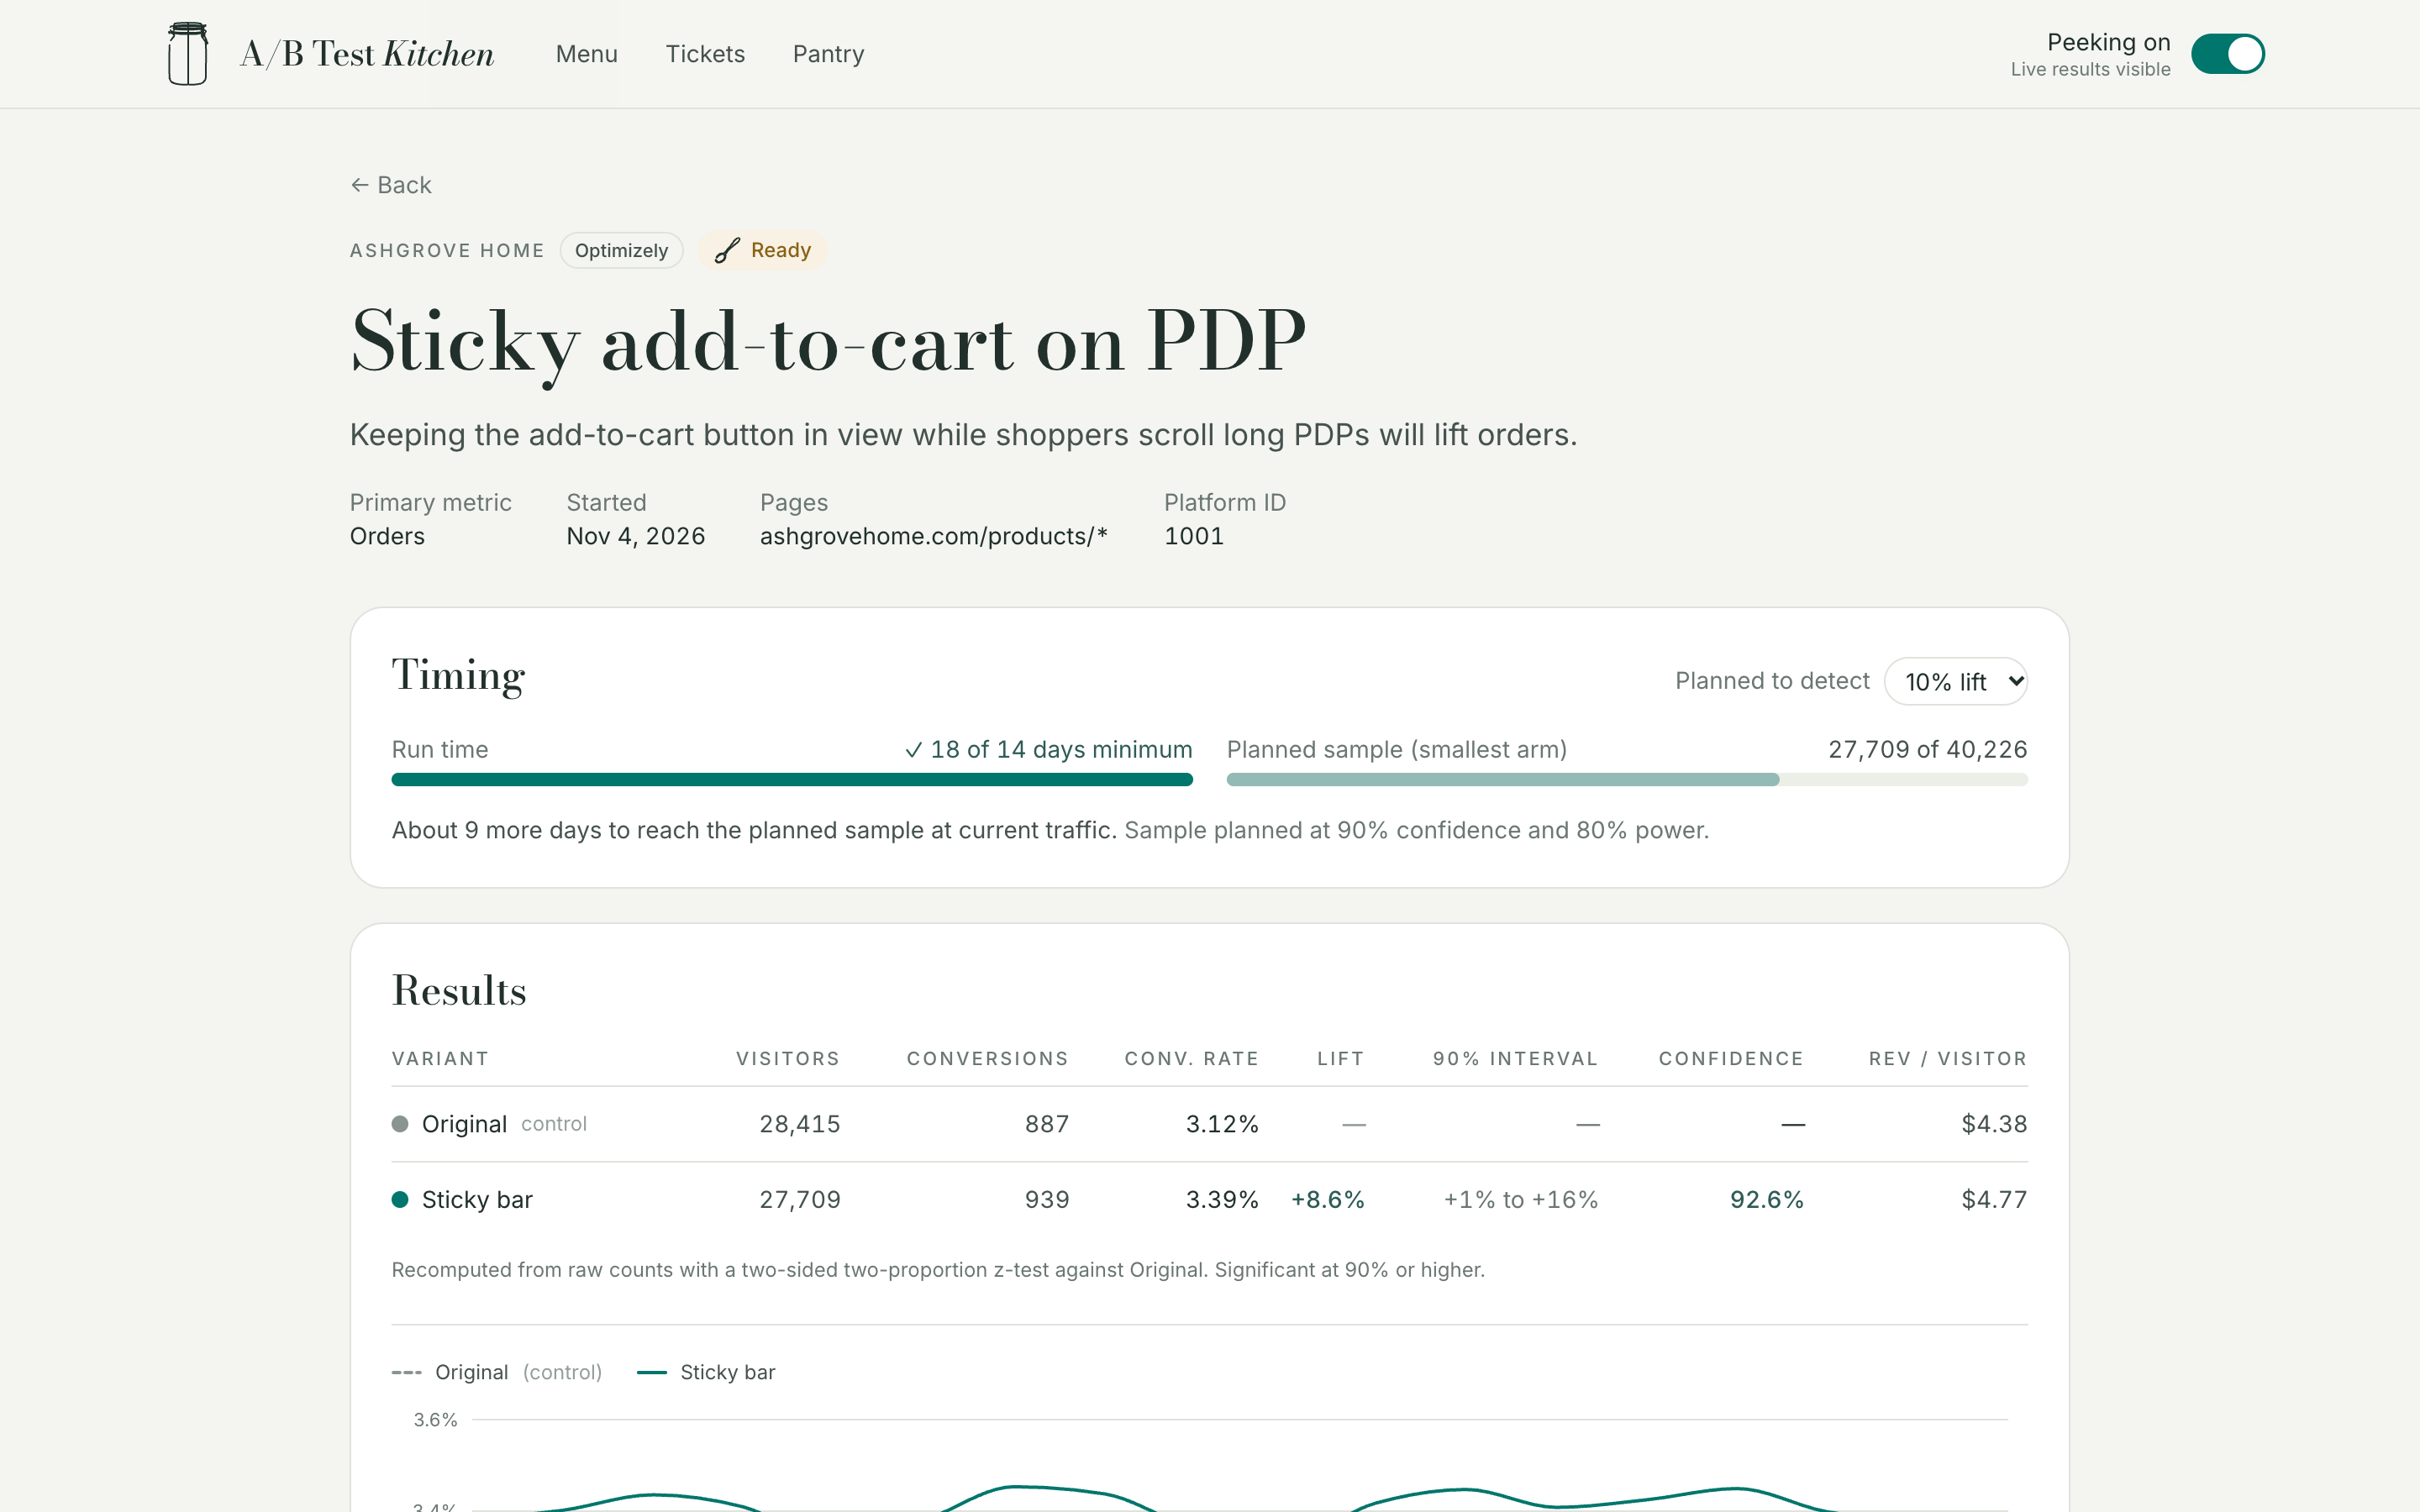 A/B Test Kitchen
Menu
Tickets
Pantry
Peeking on
Live results visible
← Back
ASHGROVE HOME
Optimizely
Ready
Sticky add-to-cart on PDP
Keeping the add-to-cart button in view while shoppers scroll long PDPs will lift orders.
Primary metric
Orders
Started
Nov 4, 2026
Pages
ashgrovehome.com/products/*
Platform ID
1001
Timing
Planned to detect
10% lift
Run time
✓ 18 of 14 days minimum
Planned sample (smallest arm)
27,709 of 40,226
About 9 more days to reach the planned sample at current traffic. Sample planned at 90% confidence and 80% power.
Results
VARIANT VISITORS CONVERSIONS CONV. RATE LIFT 90% INTERVAL CONFIDENCE REV / VISITOR
Original control 28,415 887 3.12% — — — $4.38
Sticky bar 27,709 939 3.39% +8.6% +1% to +16% 92.6% $4.77
Recomputed from raw counts with a two-sided two-proportion z-test against Original. Significant at 90% or higher.
Original (control)
Sticky bar
3.6%
3.4%